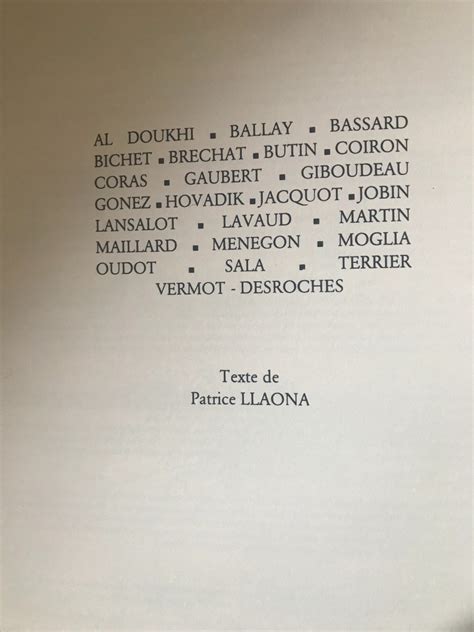 AL DOUKHI ▪ BALLAY ▪ BASSARD
BICHET ▪ BRECHAT ▪ BUTIN ▪ COIRON
CORAS ▪ GAUBERT ▪ GIBOUDEAU
GONEZ ▪ HOVADIK ▪ JACQUOT ▪ JOBIN
LANSALOT ▪ LAVAUD ▪ MARTIN
MAILLARD ▪ MENEGON ▪ MOGLIA
OUDOT ▪ SALA ▪ TERRIER
VERMOT - DESROCHES
Texte de
Patrice LLAONA